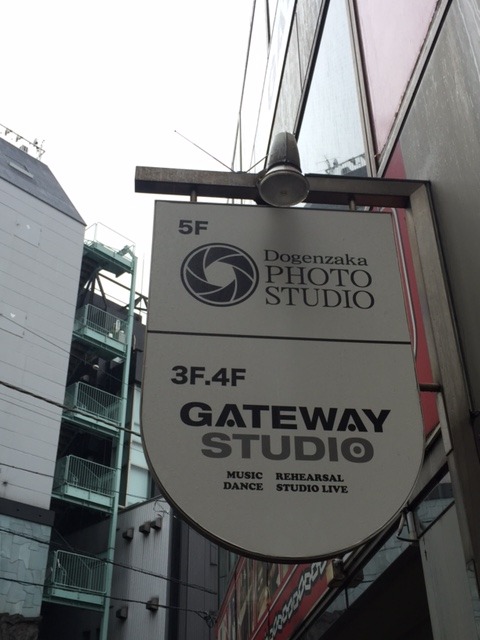 5F
Dogenzaka
PHOTO
STUDIO
3F.4F
GATEWAY
STUDIO
MUSIC REHEARSAL
DANCE STUDIO LIVE